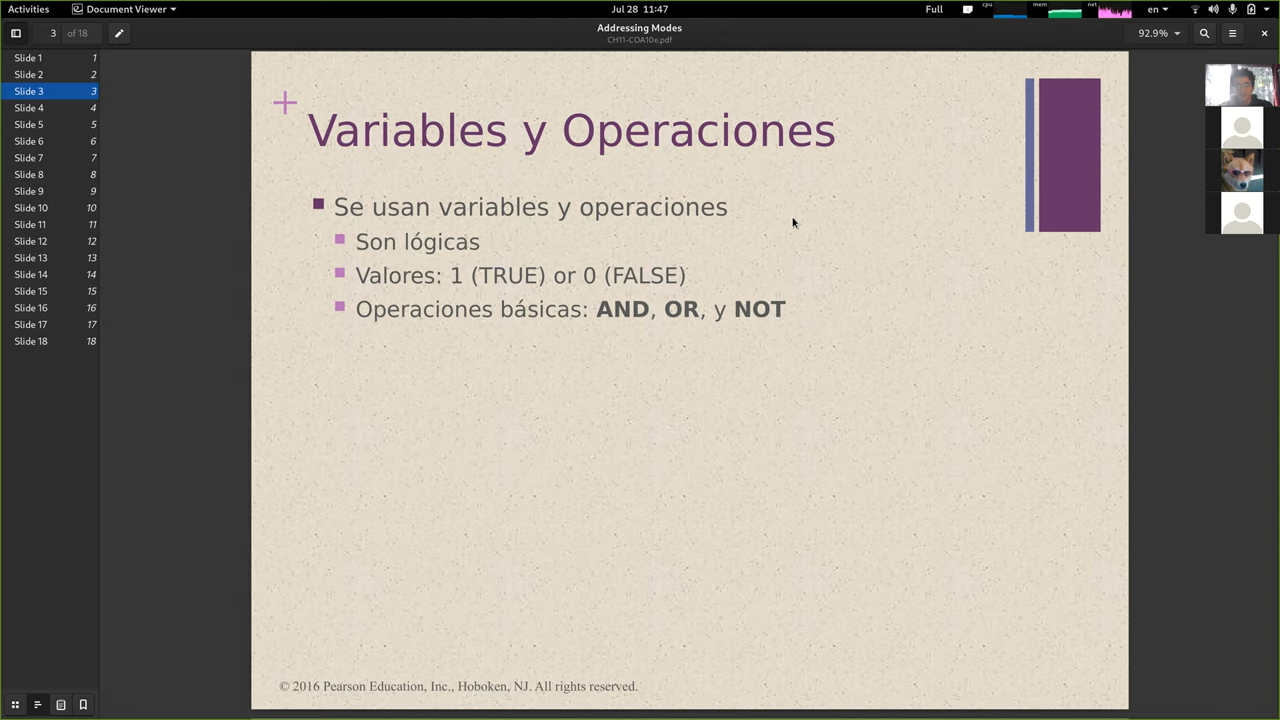 Activities
Document Viewer
Jul 28 11:47
Full
cpu
mem
net
en
3 of 18
Addressing Modes
CH11-COA10e.pdf
92.9%
Slide 1 1
Slide 2 2
Slide 3 3
Slide 4 4
Slide 5 5
Slide 6 6
Slide 7 7
Slide 8 8
Slide 9 9
Slide 10 10
Slide 11 11
Slide 12 12
Slide 13 13
Slide 14 14
Slide 15 15
Slide 16 16
Slide 17 17
Slide 18 18
+
Variables y Operaciones
Se usan variables y operaciones
Son lógicas
Valores: 1 (TRUE) or 0 (FALSE)
Operaciones básicas: AND, OR, y NOT
© 2016 Pearson Education, Inc., Hoboken, NJ. All rights reserved.